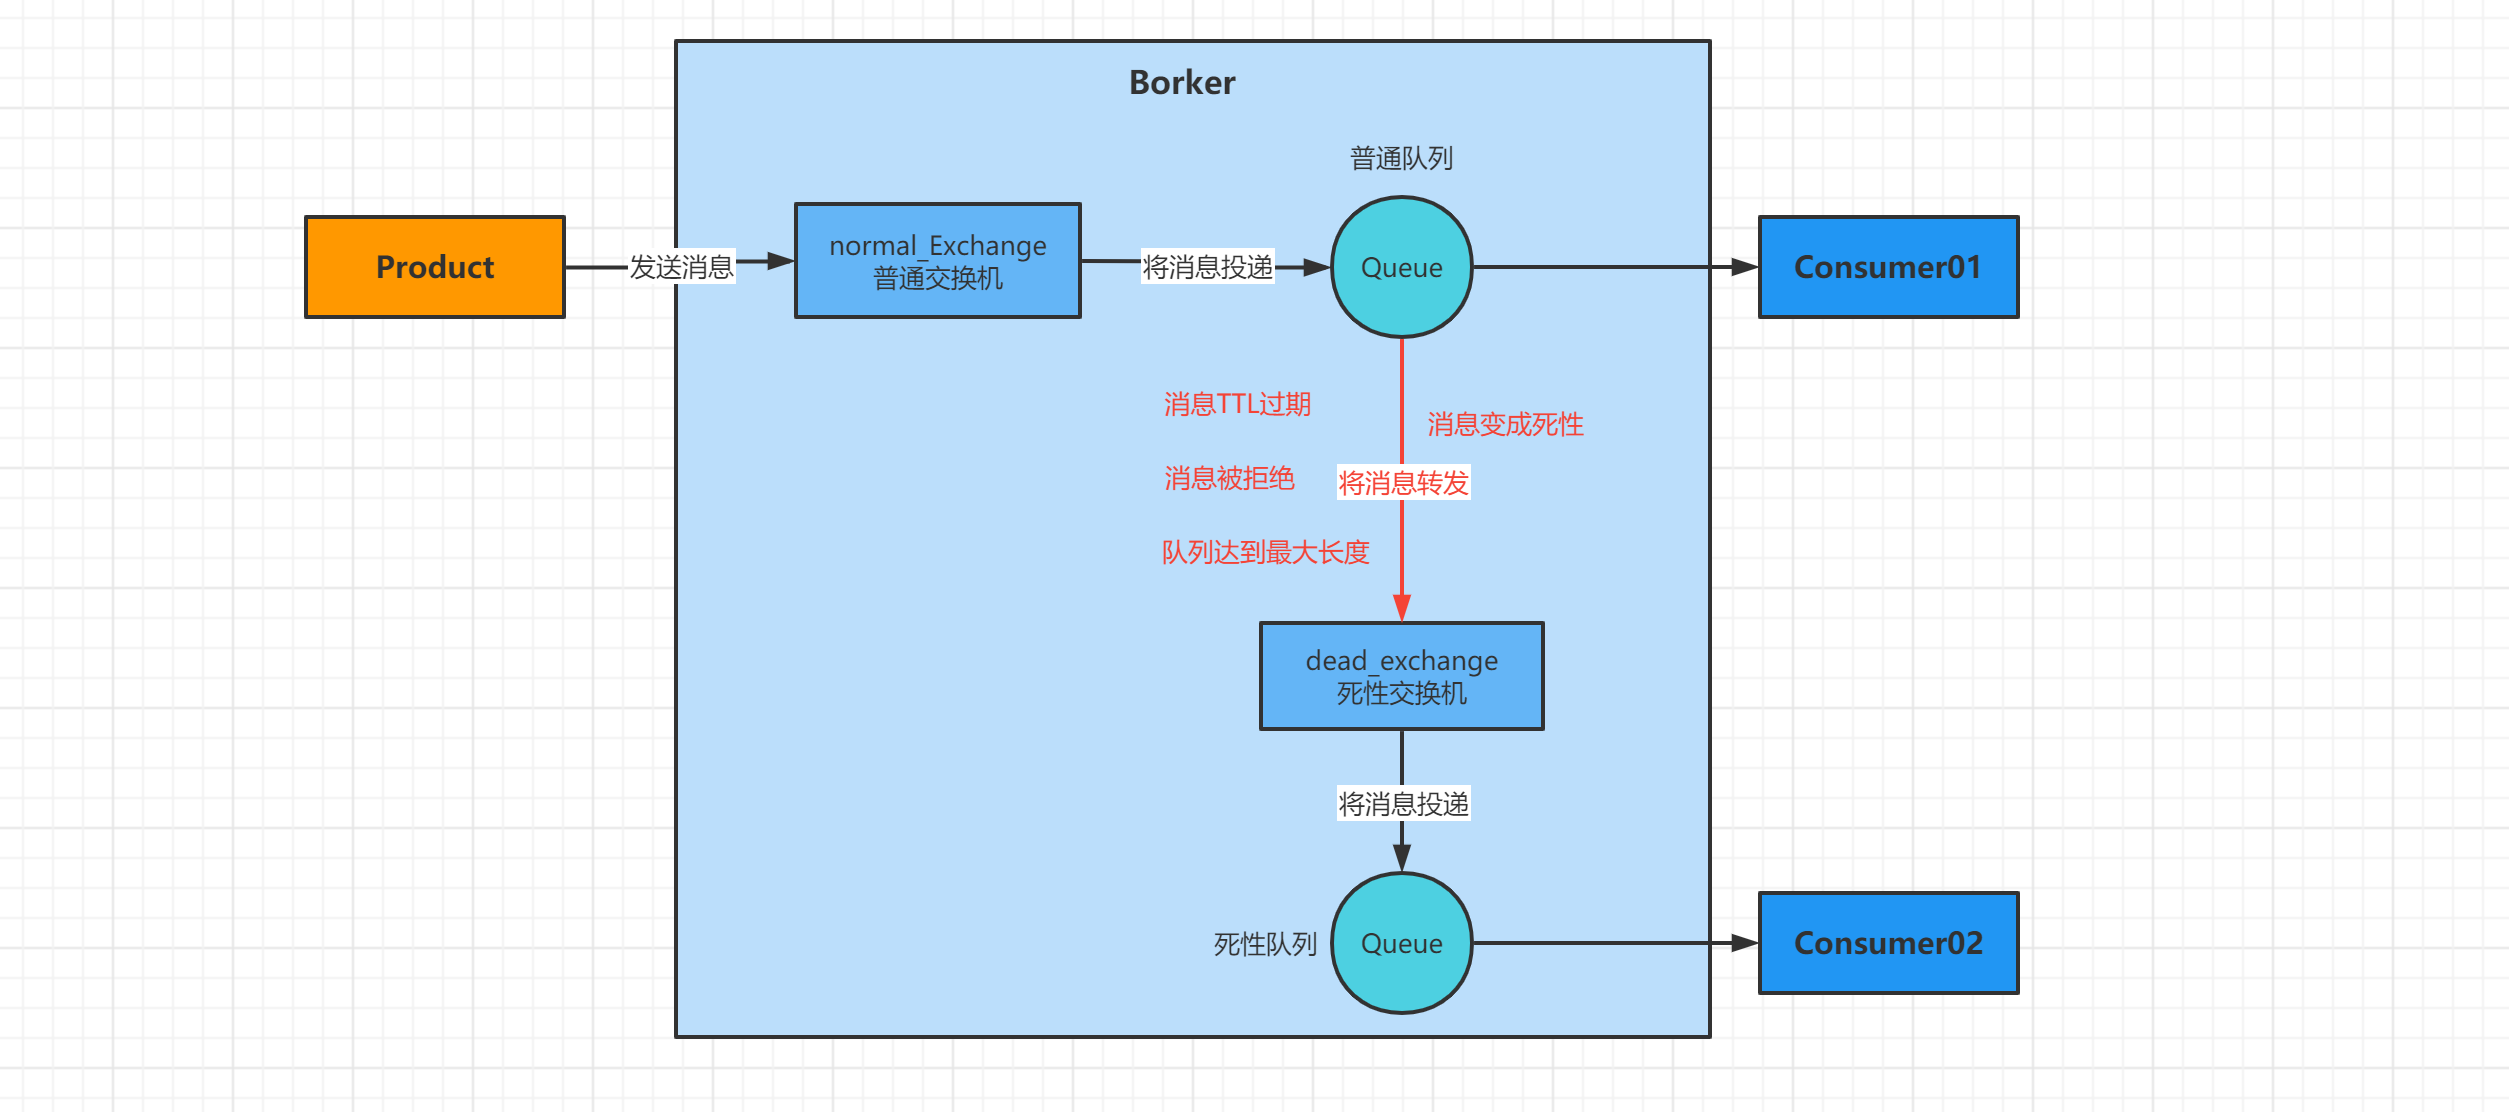 Borker
普通队列
Product
发送消息
normal_Exchange
普通交换机
将消息投递
Queue
Consumer01
消息TTL过期
消息变成死性
消息被拒绝
将消息转发
队列达到最大长度
dead_exchange
死性交换机
将消息投递
死性队列
Queue
Consumer02